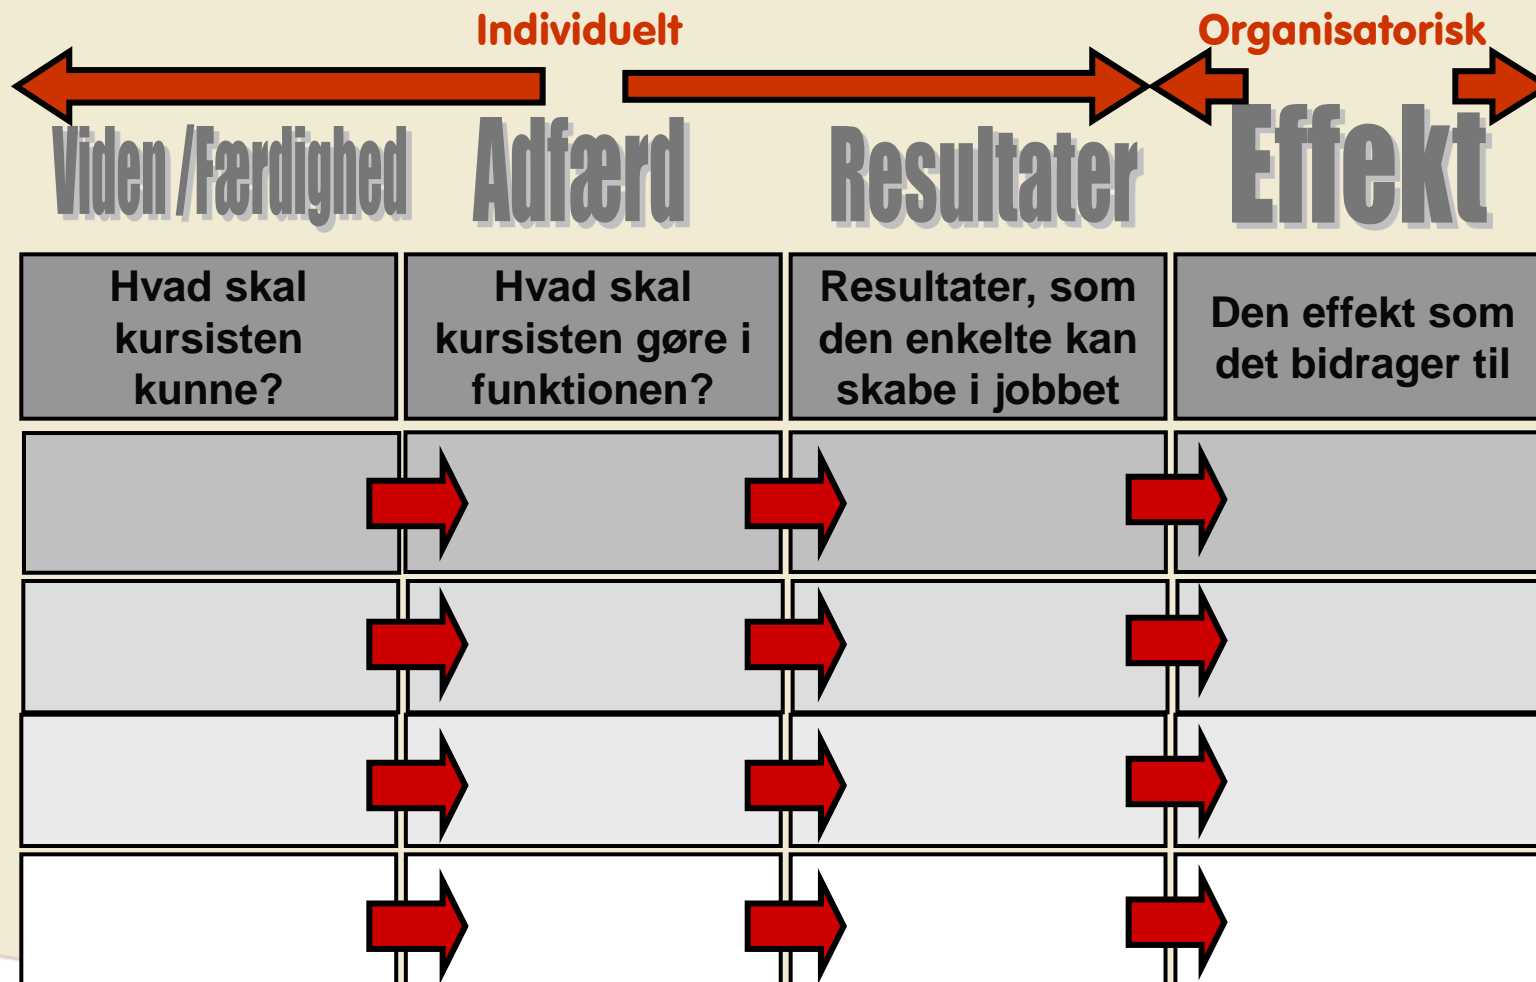 Individuelt
Organisatorisk
Viden /Færdighed
Adfærd
Resultater
Effekt
Hvad skal
kursisten
kunne?
Hvad skal
kursisten gøre i
funktionen?
Resultater, som
den enkelte kan
skabe i jobbet
Den effekt som
det bidrager til